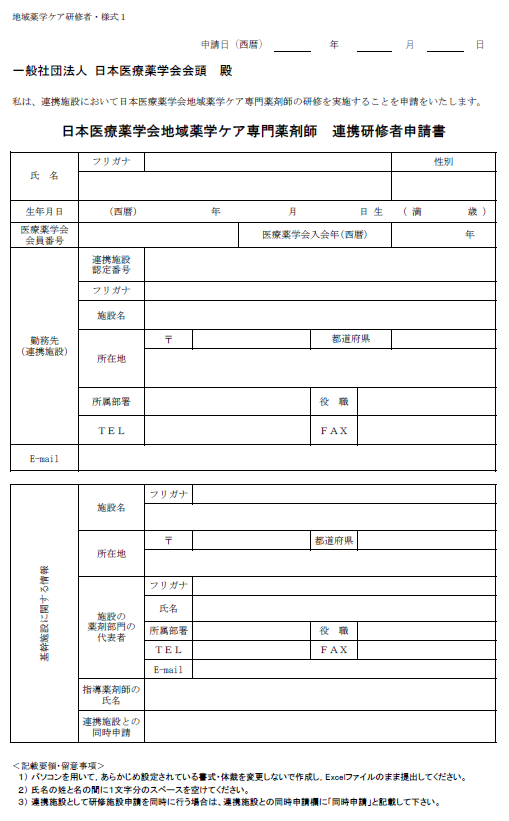 地域薬学ケア研修者・様式1
申請日（西暦） 年 月 日
一般社団法人 日本医療薬学会会頭 殿
私は、連携施設において日本医療薬学会地域薬学ケア専門薬剤師の研修を実施することを申請をいたします。
日本医療薬学会地域薬学ケア専門薬剤師 連携研修者申請書
氏 名 フリガナ 性別
生年月日 （西暦） 年 月 日 生 （ 満 歳 ）
医療薬学会
会員番号 医療薬学会入会年(西暦) 年
勤務先
（連携施設）
連携施設
認定番号
フリガナ
施設名
所在地 〒 都道府県
所属部署 役 職
ＴＥＬ ＦＡＸ
E-mail
基幹施設に関する情報
施設名 フリガナ
所在地 〒 都道府県
施設の
薬剤部門の
代表者
フリガナ
氏名
所属部署 役 職
ＴＥＬ ＦＡＸ
E-mail
指導薬剤師の
氏名
連携施設との
同時申請
＜記載要領・留意事項＞
1）パソコンを用いて，あらかじめ設定されている書式・体裁を変更しないで作成し，Excelファイルのまま提出してください。
2）氏名の姓と名の間に1文字分のスペースを空けてください。
3）連携施設として研修施設申請を同時に行う場合は、連携施設との同時申請欄に「同時申請」と記載して下さい。